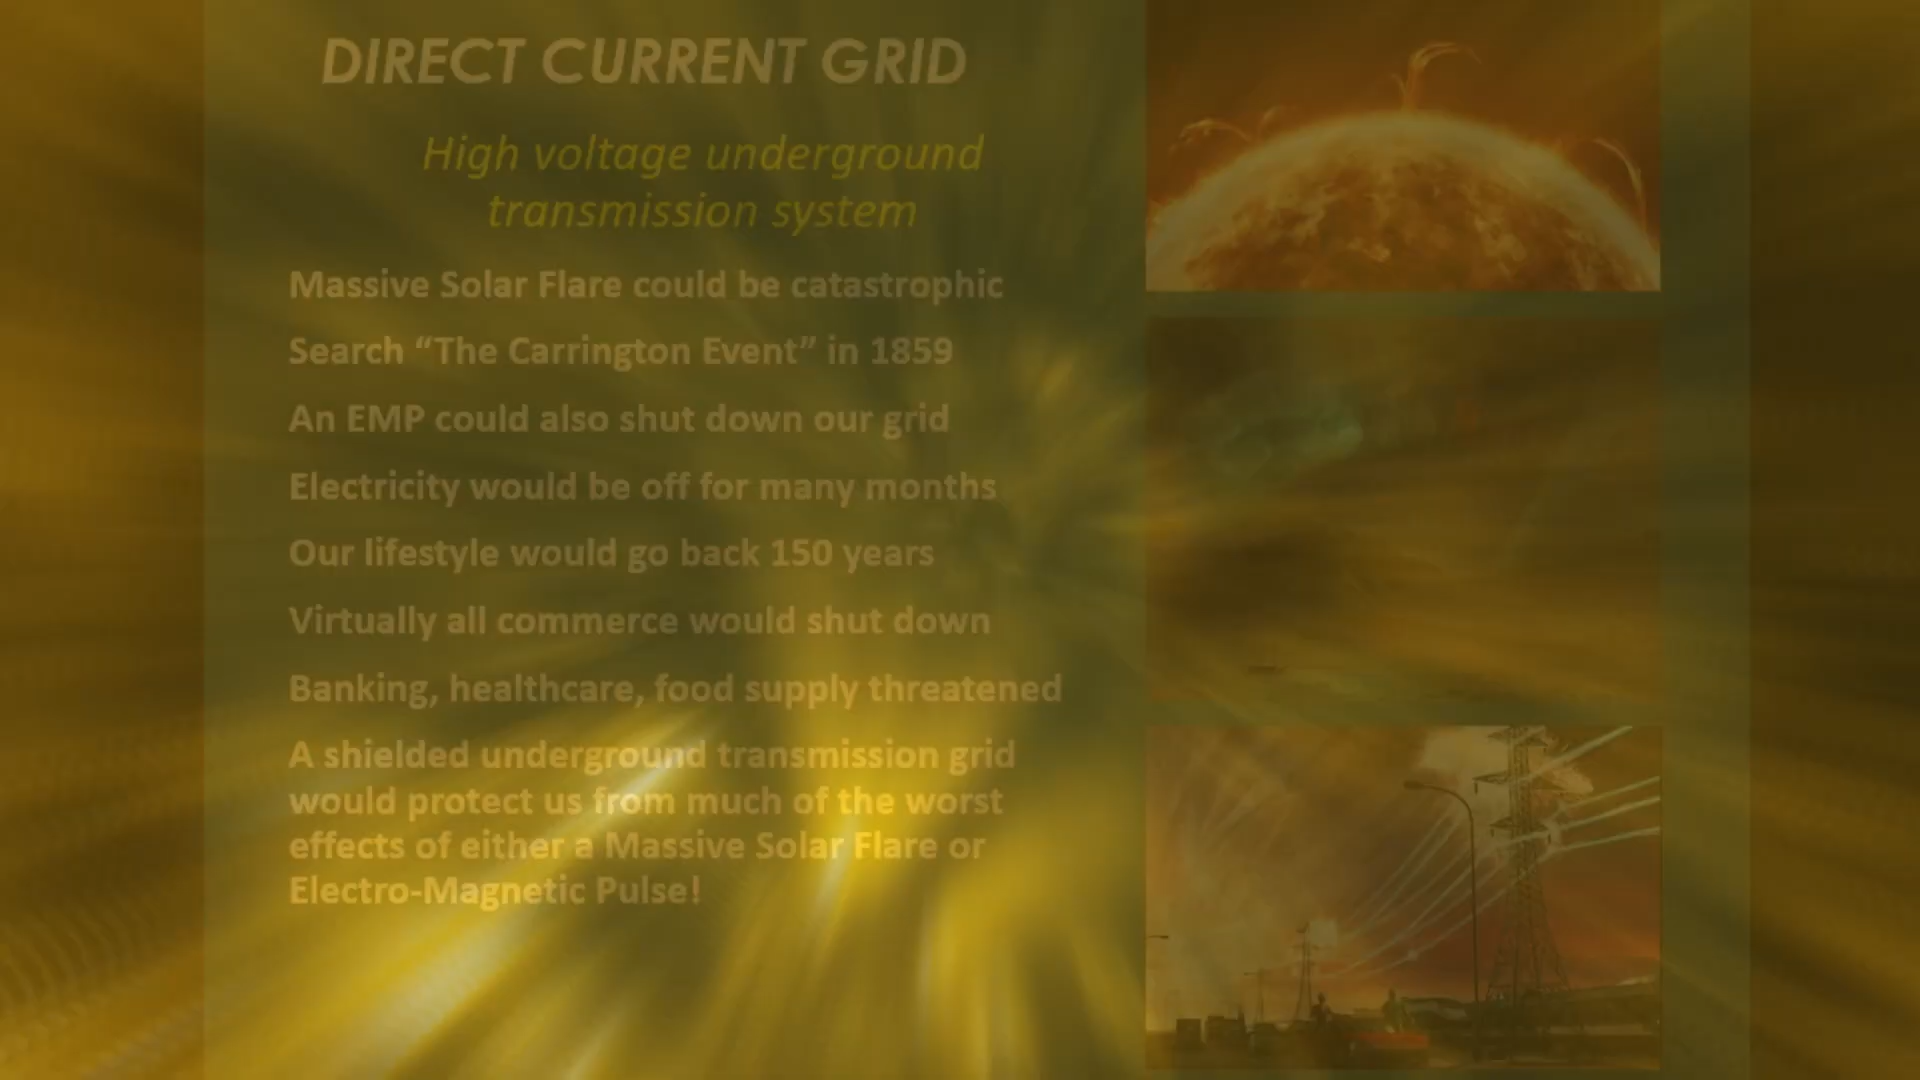 DIRECT CURRENT GRID
High voltage underground
transmission system
Massive Solar Flare could be catastrophic
Search “The Carrington Event” in 1859
An EMP could also shut down our grid
Electricity would be off for many months
Our lifestyle would go back 150 years
Virtually all commerce would shut down
Banking, healthcare, food supply threatened
A shielded underground transmission grid
would protect us from much of the worst
effects of either a Massive Solar Flare or
Electro-Magnetic Pulse!